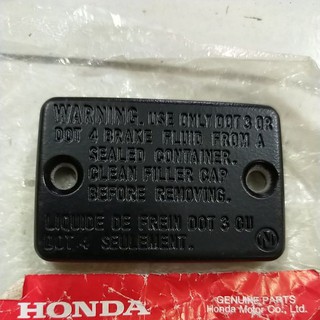 WARNING. USE ONLY DOT 3 OR
DOT 4 BRAKE FLUID FROM A
SEALED CONTAINER.
CLEAN FILLER CAP
BEFORE REMOVING.
LIQUIDE DE FREIN DOT 3 OU
DOT 4 SEULEMENT.
HONDA
GENUINE PARTS
Honda Motor Co., Ltd.